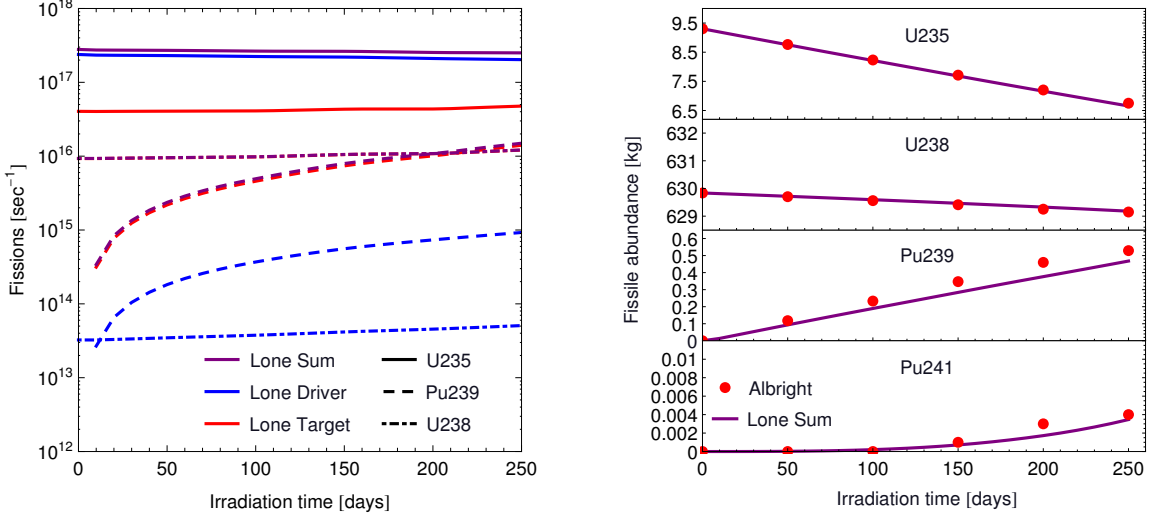 10^18
10^17
10^16
10^15
10^14
10^13
10^12
Fissions [sec^−1]
Lone Sum
Lone Driver
Lone Target
U235
Pu239
U238
0 50 100 150 200 250
Irradiation time [days]
Fissile abundance [kg]
U235
9.5
8.5
7.5
6.5
U238
632
631
630
629
Pu239
0.6
0.5
0.4
0.3
0.2
0.1
0
Pu241
0.01
0.008
0.006
0.004
0.002
0
Albright
Lone Sum
0 50 100 150 200 250
Irradiation time [days]